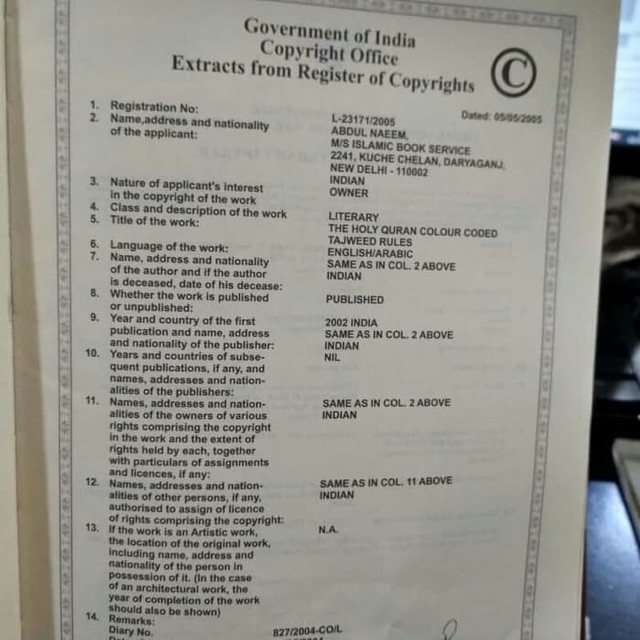 Government of India
Copyright Office
Extracts from Register of Copyrights
C
Dated: 05/05/2005
1. Registration No: L-23171/2005
2. Name,address and nationality of the applicant: ABDUL NAEEM,
M/S ISLAMIC BOOK SERVICE
2241, KUCHE CHELAN, DARYAGANJ,
NEW DELHI - 110002
INDIAN
3. Nature of applicant's interest
in the copyright of the work OWNER
4. Class and description of the work LITERARY
5. Title of the work: THE HOLY QURAN COLOUR CODED
TAJWEED RULES
6. Language of the work: ENGLISH/ARABIC
7. Name, address and nationality SAME AS IN COL. 2 ABOVE
of the author and if the author INDIAN
is deceased, date of his decease:
8. Whether the work is published PUBLISHED
or unpublished:
9. Year and country of the first 2002 INDIA
publication and name, address SAME AS IN COL. 2 ABOVE
and nationality of the publisher: INDIAN
10. Years and countries of subse- NIL
quent publications, if any, and
names, addresses and nation-
alities of the publishers:
11. Names, addresses and nation- SAME AS IN COL. 2 ABOVE
alities of the owners of various INDIAN
rights comprising the copyright
in the work and the extent of
rights held by each, together
with particulars of assignments
and licences, if any:
12. Names, addresses and nation- SAME AS IN COL. 11 ABOVE
alities of other persons, if any, INDIAN
authorised to assign of licence
of rights comprising the copyright:
13. If the work is an Artistic work, N.A.
the location of the original work,
including name, address and
nationality of the person in
possession of it. (In the case
of an architectural work, the
year of completion of the work
should also be shown)
14. Remarks:
Diary No. 827/2004-CO/L